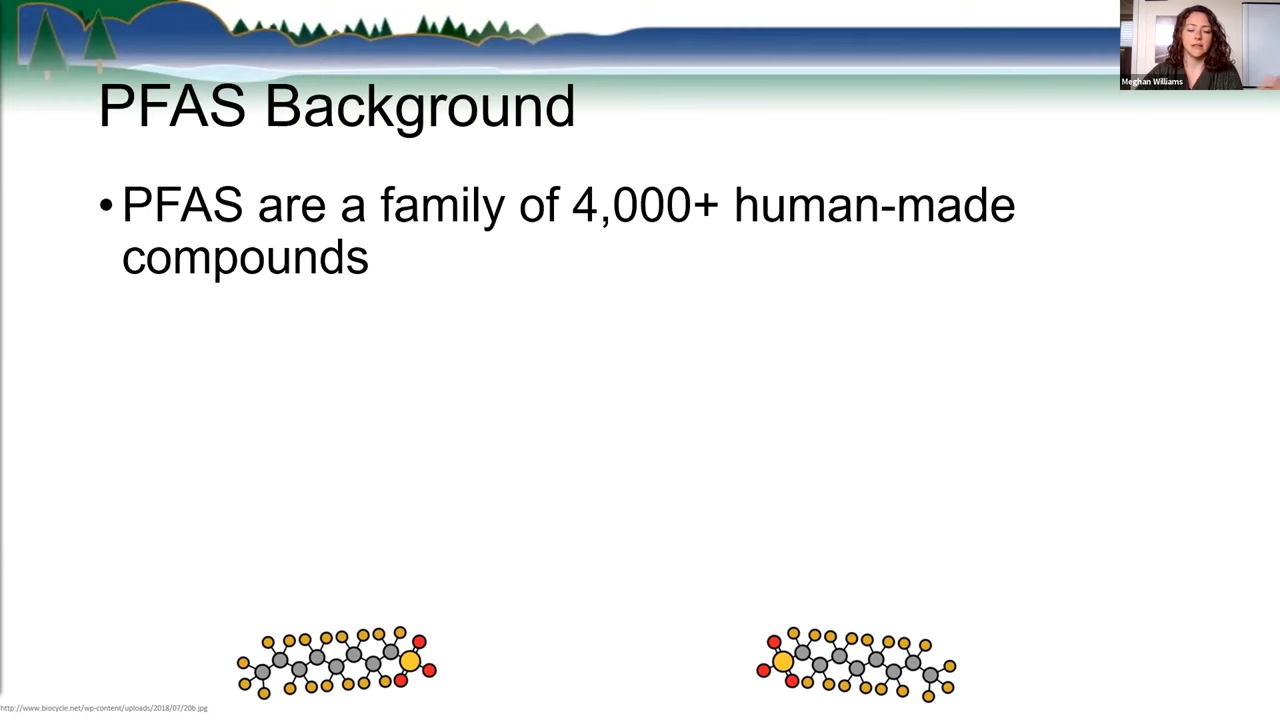 Meghan Williams
PFAS Background
•PFAS are a family of 4,000+ human-made
compounds
http://www.biocycle.net/wp-content/uploads/2018/07/20b.jpg